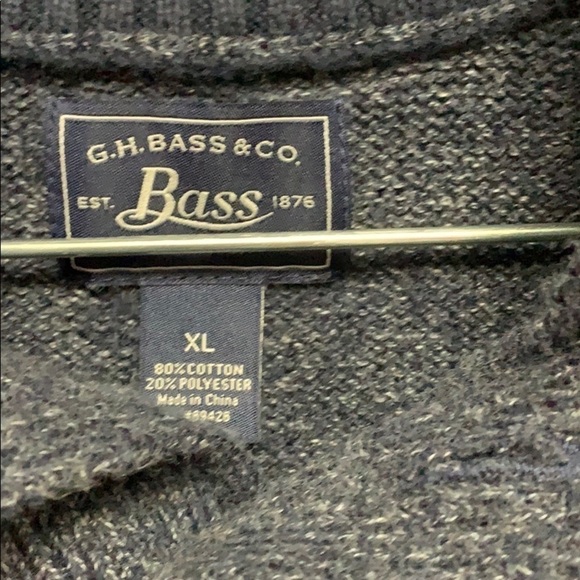 G.H. BASS & CO.
EST. Bass 1876
XL
80% COTTON
20% POLYESTER
Made in China